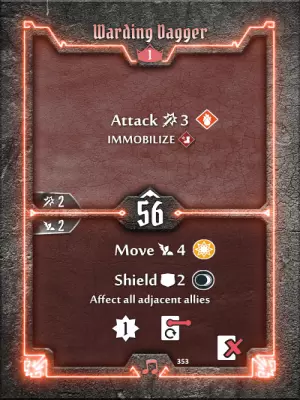 Warding Dagger
1
Attack 3
IMMOBILIZE
2
56
2
Move 4
Shield 2
Affect all adjacent allies
1
353